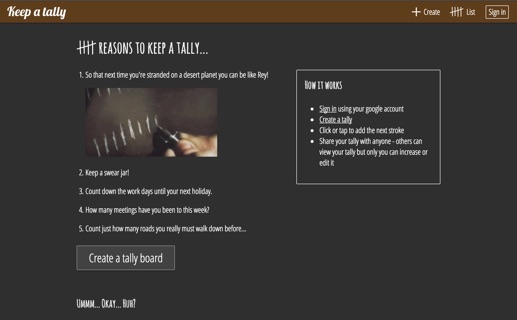 Keep a tally
Create
List
Sign in
REASONS TO KEEP A TALLY...
1. So that next time you're stranded on a desert planet you can be like Rey!
2. Keep a swear jar!
3. Count down the work days until your next holiday.
4. How many meetings have you been to this week?
5. Count just how many roads you really must walk down before...
Create a tally board
HOW IT WORKS
Sign in using your google account
Create a tally
Click or tap to add the next stroke
Share your tally with anyone - others can
view your tally but only you can increase or
edit it
UMMM... OKAY... HUH?